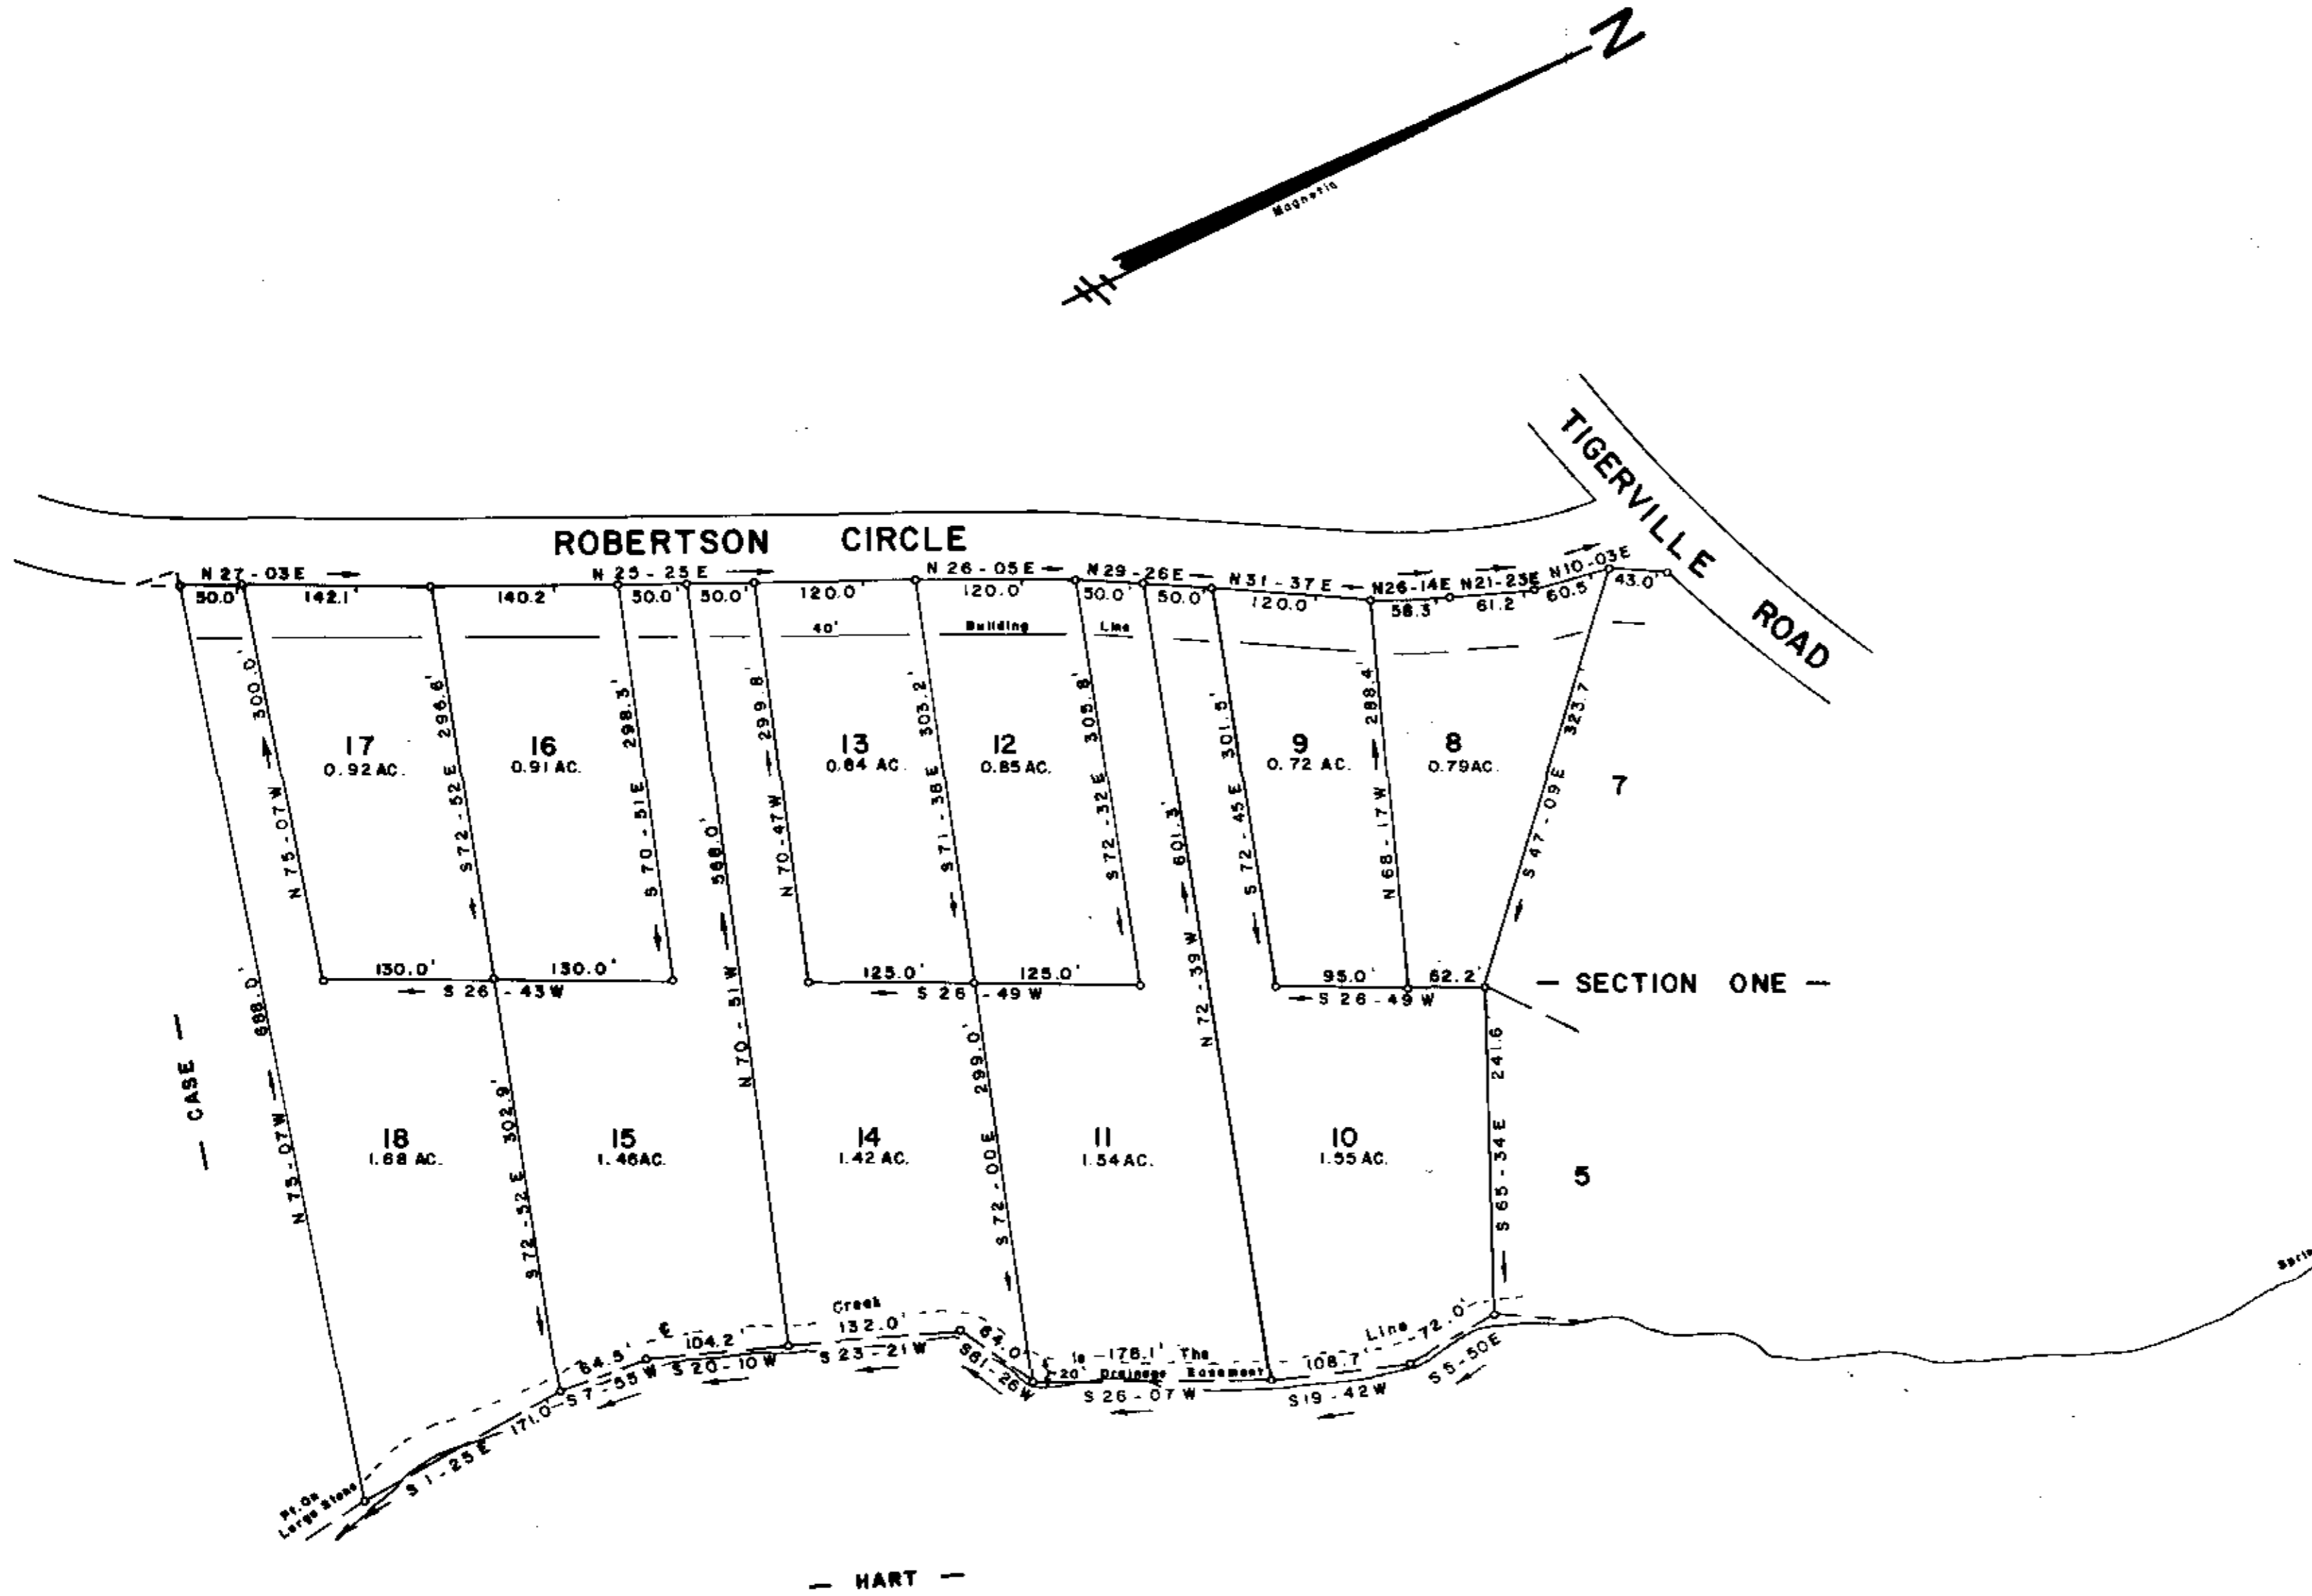 N
Magnetic
TIGERVILLE ROAD
ROBERTSON CIRCLE
N 27-03 E
N 25-25 E
N 26-05 E
N 29-26 E
N 31-37 E
N26-14E
N21-23E
N10-03E
50.0'
142.1'
140.2'
50.0'
50.0'
120.0'
120.0'
50.0'
50.0'
120.0'
58.3'
61.2'
60.5'
43.0'
40' Building Line
N 75-07 W 300.0'
S 72-52 E 296.6'
S 70-51 E 298.3'
N 70-51 W 588.0'
N 70-47 W 299.8'
S 71-38 E 303.2'
S 72-32 E 305.8'
N 72-39 W 601.3'
S 72-45 E 301.5'
N 68-17 W 288.4'
S 47-09 E 323.7'
17
0.92 AC.
16
0.91 AC.
13
0.84 AC.
12
0.85 AC.
9
0.72 AC.
8
0.79 AC.
7
130.0'
130.0'
S 26-43 W
125.0'
125.0'
S 26-49 W
95.0'
62.2'
S 26-49 W
— SECTION ONE —
— CASE —
N 75-07 W 688.0'
S 72-52 E 302.9'
S 72-00 E 299.0'
S 65-34 E 241.6
18
1.68 AC.
15
1.46 AC.
14
1.42 AC.
11
1.54 AC.
10
1.55 AC.
5
Spring
Creek
℄
64.5'
104.2'
132.0'
64.0'
Is -176.1' The
Line
72.0'
108.7'
20' Drainage Easement
S 7-55 W
S 20-10 W
S 23-21 W
S61-26W
S 26-07 W
S19-42 W
S 5-50E
171.0'
S 1-25 E
Pt. On
Large Stone
— HART —